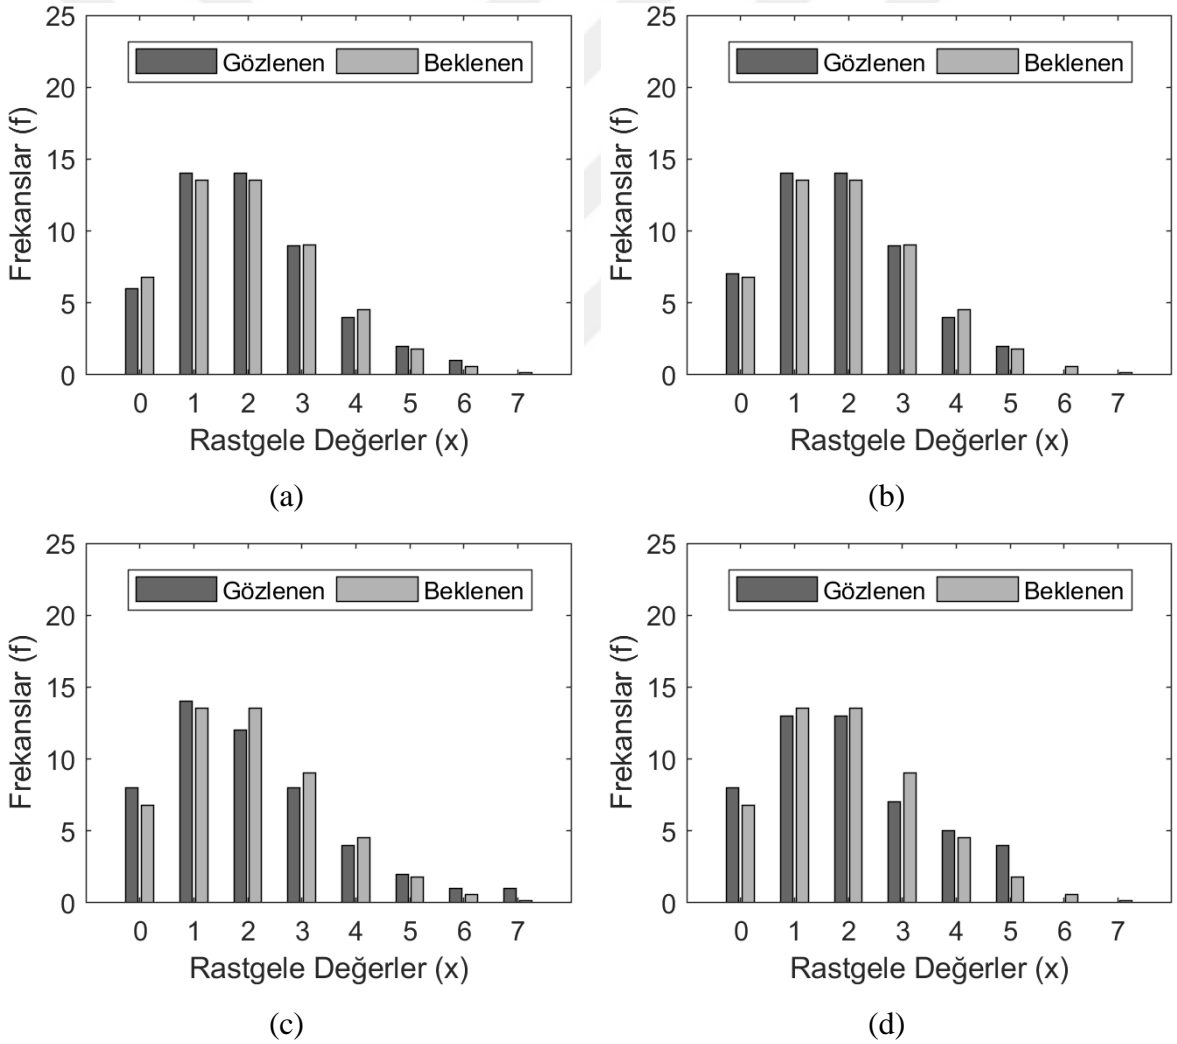 25
20
15
10
5
0
Frekanslar (f)
Gözlenen Beklenen
0 1 2 3 4 5 6 7
Rastgele Değerler (x)
(a)
25
20
15
10
5
0
Frekanslar (f)
Gözlenen Beklenen
0 1 2 3 4 5 6 7
Rastgele Değerler (x)
(b)
25
20
15
10
5
0
Frekanslar (f)
Gözlenen Beklenen
0 1 2 3 4 5 6 7
Rastgele Değerler (x)
(c)
25
20
15
10
5
0
Frekanslar (f)
Gözlenen Beklenen
0 1 2 3 4 5 6 7
Rastgele Değerler (x)
(d)